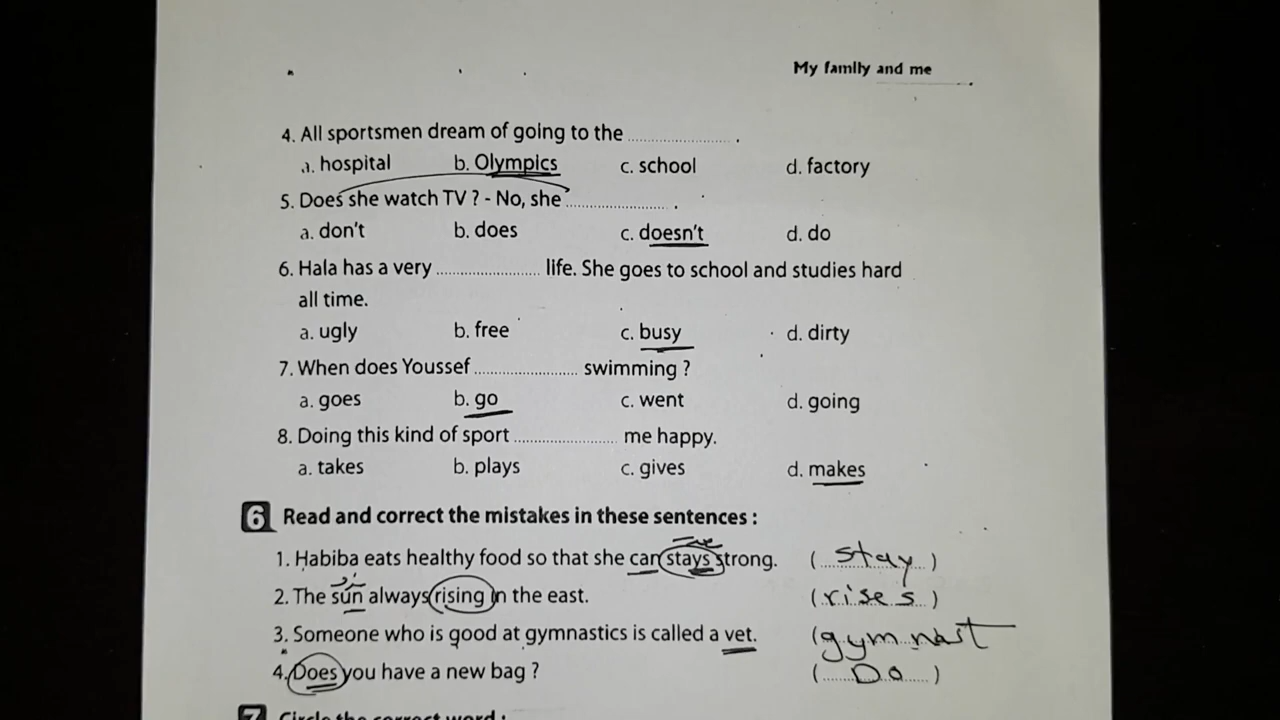 My family and me
4. All sportsmen dream of going to the ........................ .
a. hospital b. Olympics c. school d. factory
5. Does she watch TV ? - No, she ........................ .
a. don't b. does c. doesn't d. do
6. Hala has a very ........................ life. She goes to school and studies hard
all time.
a. ugly b. free c. busy d. dirty
7. When does Youssef ........................ swimming ?
a. goes b. go c. went d. going
8. Doing this kind of sport ........................ me happy.
a. takes b. plays c. gives d. makes
6 Read and correct the mistakes in these sentences :
1. Habiba eats healthy food so that she can stays strong. ( stay )
2. The sun always rising in the east. ( rises )
3. Someone who is good at gymnastics is called a vet. ( gymnast
4. Does you have a new bag ? ( Do )
7 Circle the correct word :